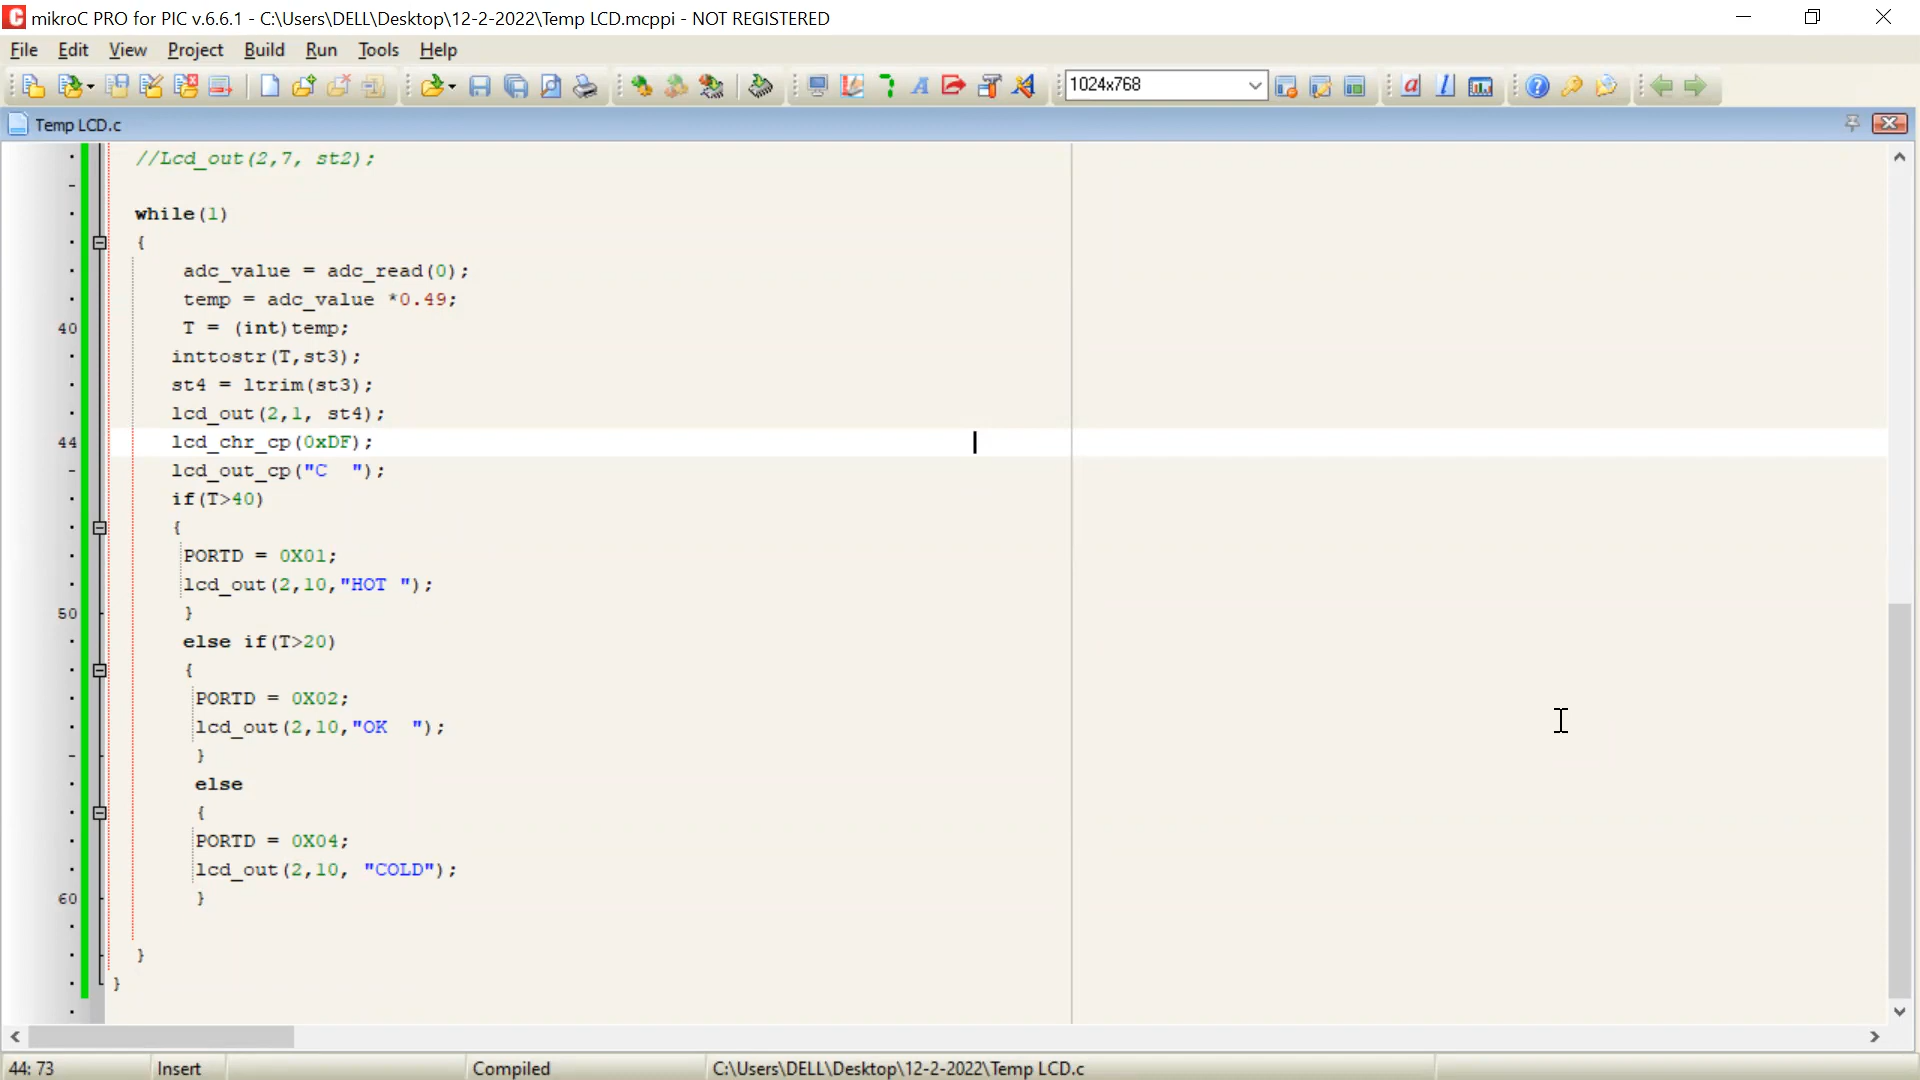 mikroC PRO for PIC v.6.6.1 - C:\Users\DELL\Desktop\12-2-2022\Temp LCD.mcppi - NOT REGISTERED
File Edit View Project Build Run Tools Help
1024x768
Temp LCD.c
//Lcd_out(2,7, st2);
while(1)
{
adc_value = adc_read(0);
temp = adc_value *0.49;
40 T = (int)temp;
inttostr(T,st3);
st4 = ltrim(st3);
lcd_out(2,1, st4);
44 lcd_chr_cp(0xDF);
lcd_out_cp("C  ");
if(T>40)
{
PORTD = 0X01;
lcd_out(2,10,"HOT ");
50 }
else if(T>20)
{
PORTD = 0X02;
lcd_out(2,10,"OK  ");
}
else
{
PORTD = 0X04;
lcd_out(2,10, "COLD");
60 }
}
}
44: 73 Insert Compiled C:\Users\DELL\Desktop\12-2-2022\Temp LCD.c